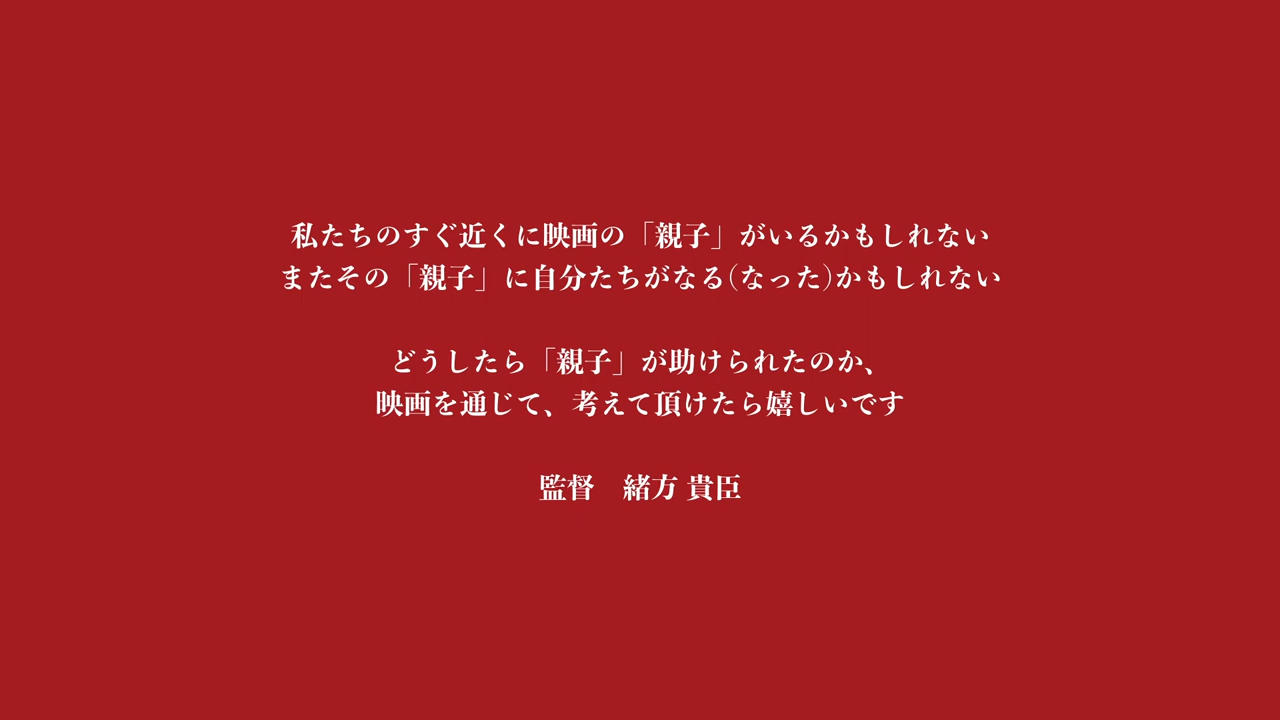 私たちのすぐ近くに映画の「親子」がいるかもしれない
またその「親子」に自分たちがなる(なった)かもしれない
どうしたら「親子」が助けられたのか、
映画を通じて、考えて頂けたら嬉しいです
監督　緒方 貴臣